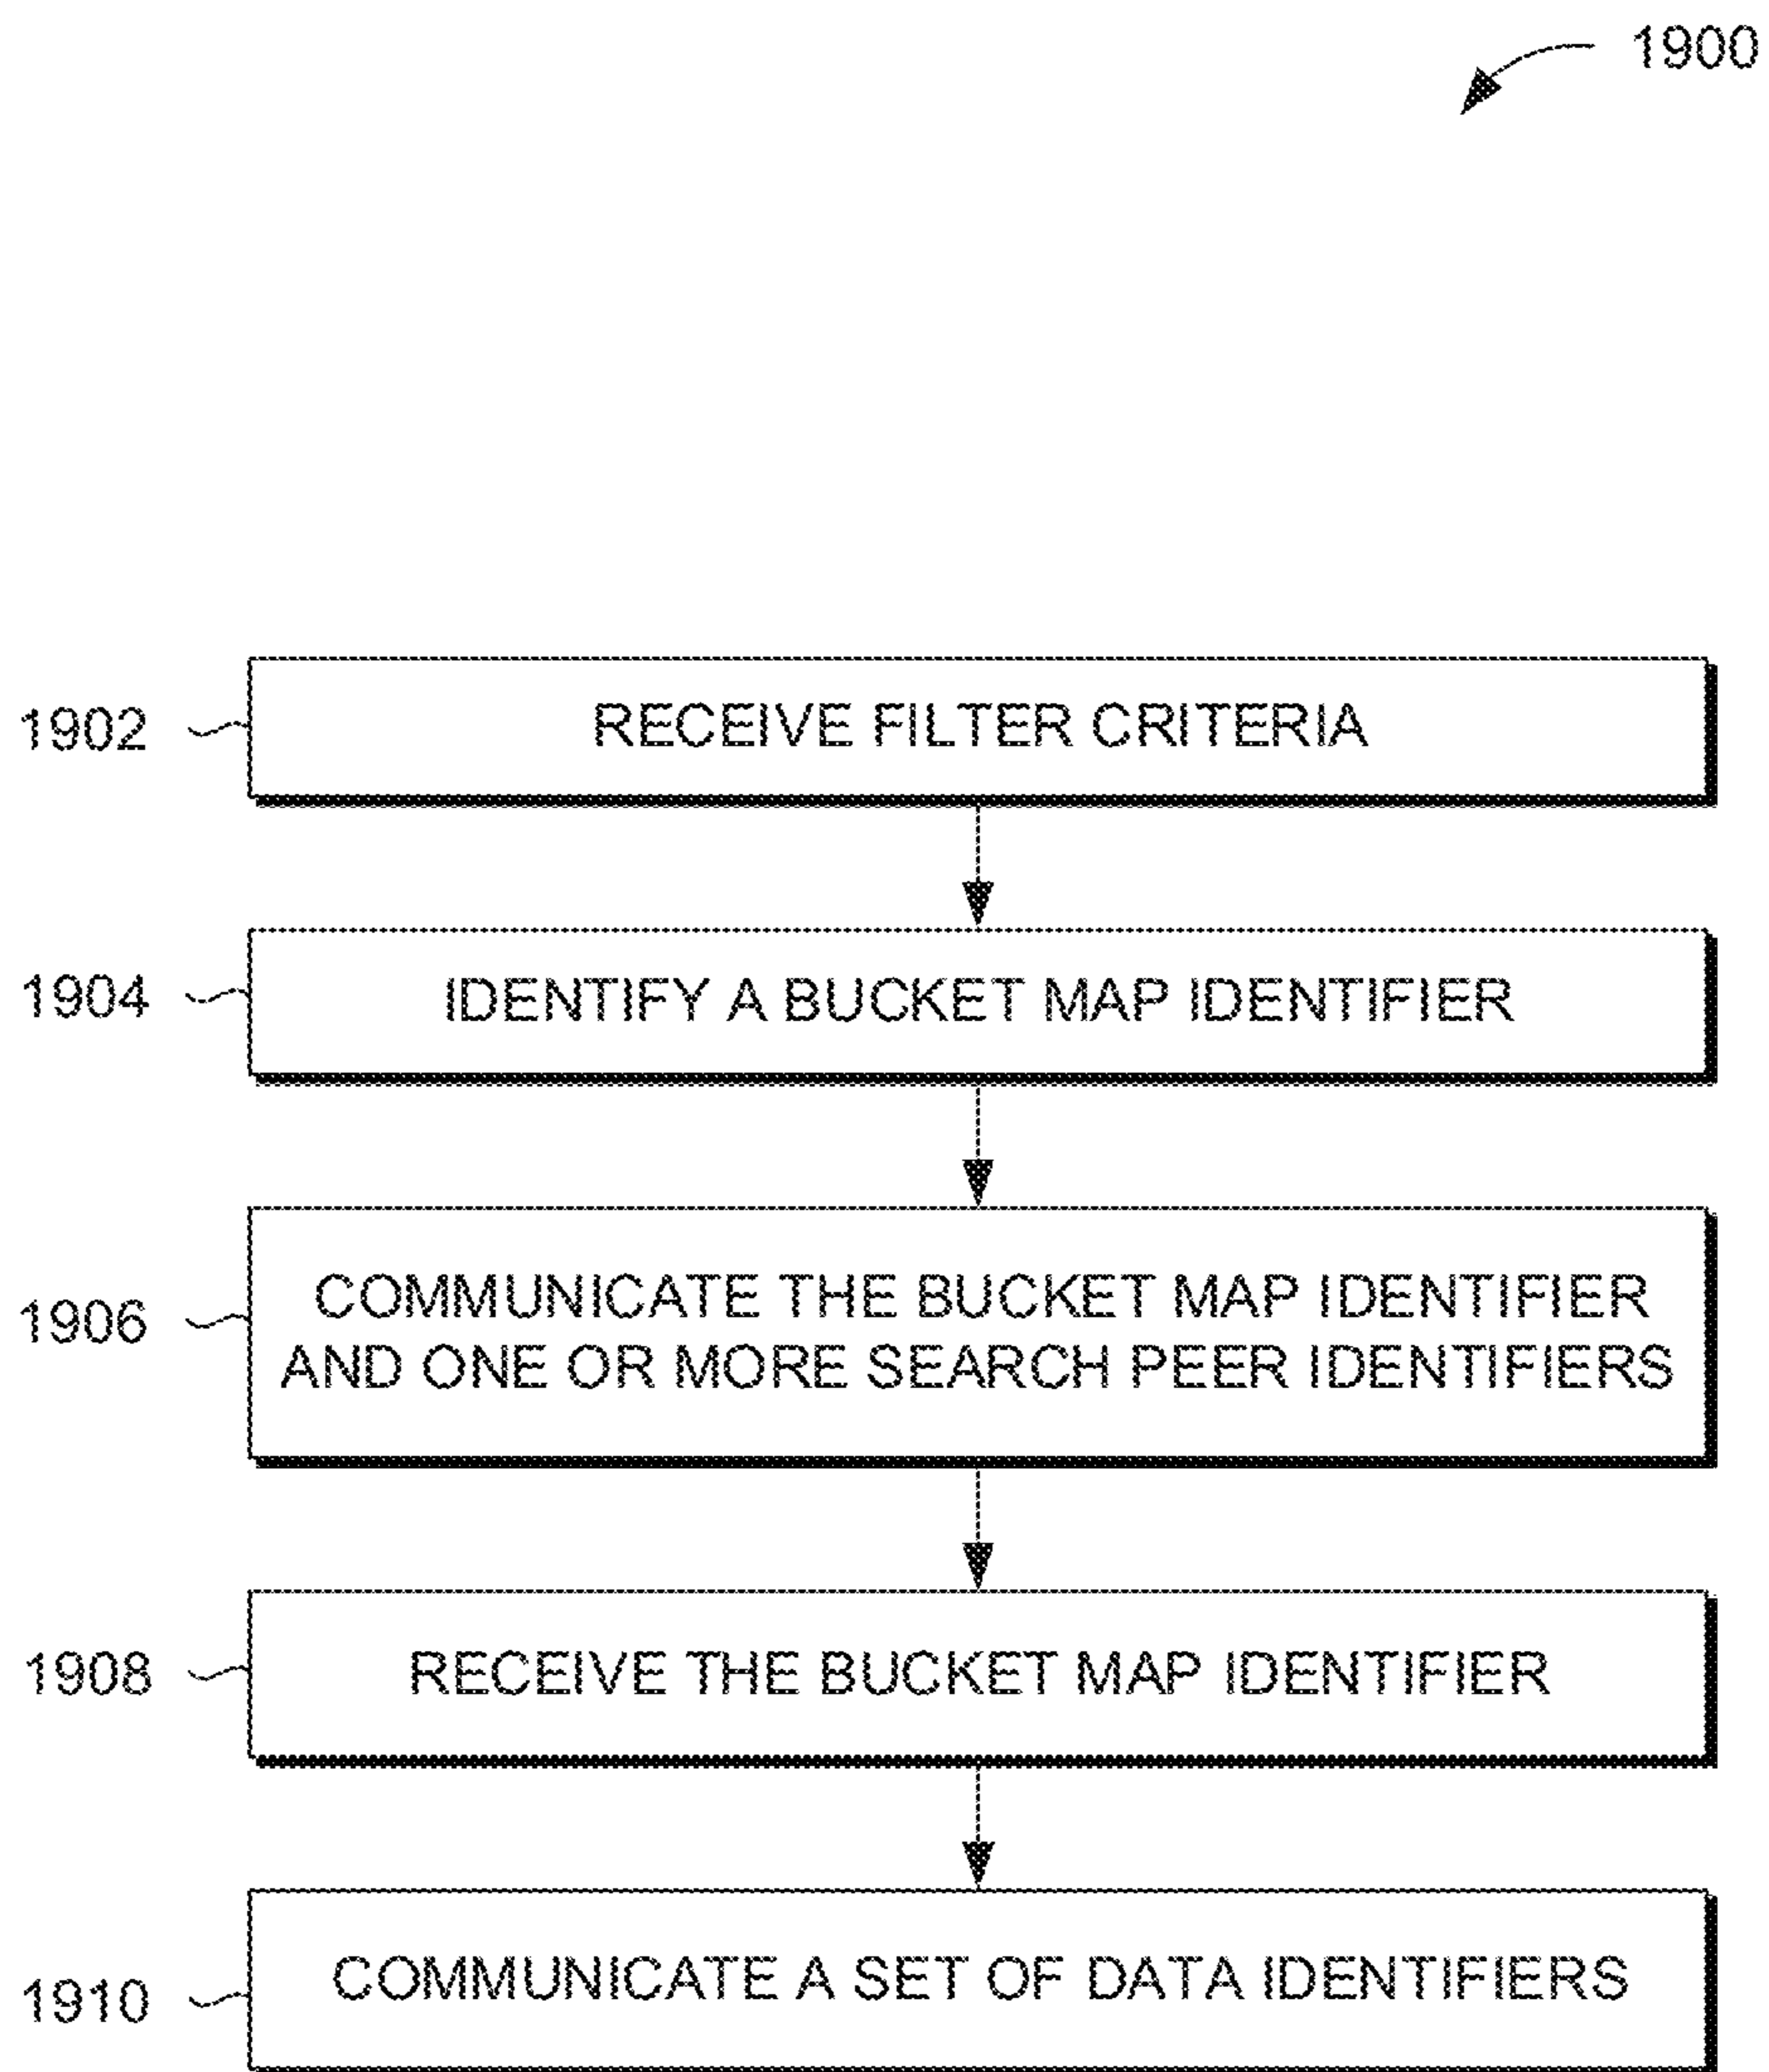 1900
1902
RECEIVE FILTER CRITERIA
1904
IDENTIFY A BUCKET MAP IDENTIFIER
1906
COMMUNICATE THE BUCKET MAP IDENTIFIER
AND ONE OR MORE SEARCH PEER IDENTIFIERS
1908
RECEIVE THE BUCKET MAP IDENTIFIER
1910
COMMUNICATE A SET OF DATA IDENTIFIERS